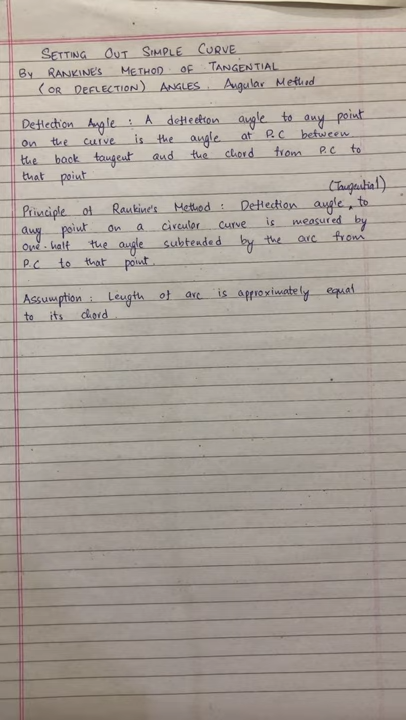 SETTING OUT SIMPLE CURVE
By RANKINE'S METHOD OF TANGENTIAL
(OR DEFLECTION) ANGLES. Angular Method
Deflection Angle : A deflection angle to any point
on the curve is the angle at P.C between
the back tangent and the chord from P.C to
that point
(Tangential)
Principle of Rankine's Method : Deflection angle, to
any point on a circular curve is measured by
one-half the angle subtended by the arc from
P.C to that point.
Assumption : Length of arc is approximately equal
to its chord.